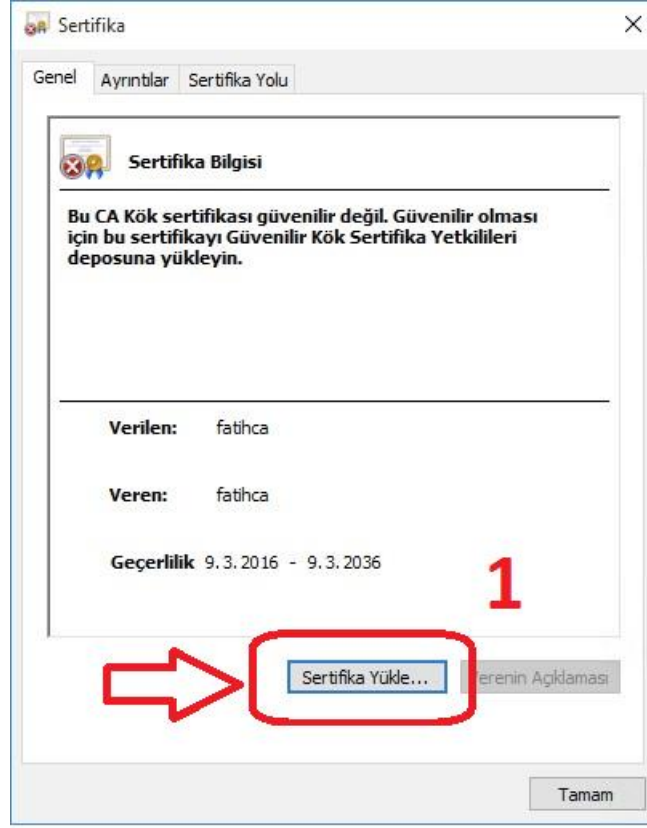 Sertifika
Genel Ayrıntılar Sertifika Yolu
Sertifika Bilgisi
Bu CA Kök sertifikası güvenilir değil. Güvenilir olması
için bu sertifikayı Güvenilir Kök Sertifika Yetkilileri
deposuna yükleyin.
Verilen: fatihca
Veren: fatihca
Geçerlilik 9.3.2016 - 9.3.2036
1
Sertifika Yükle... Açıklaması
Tamam